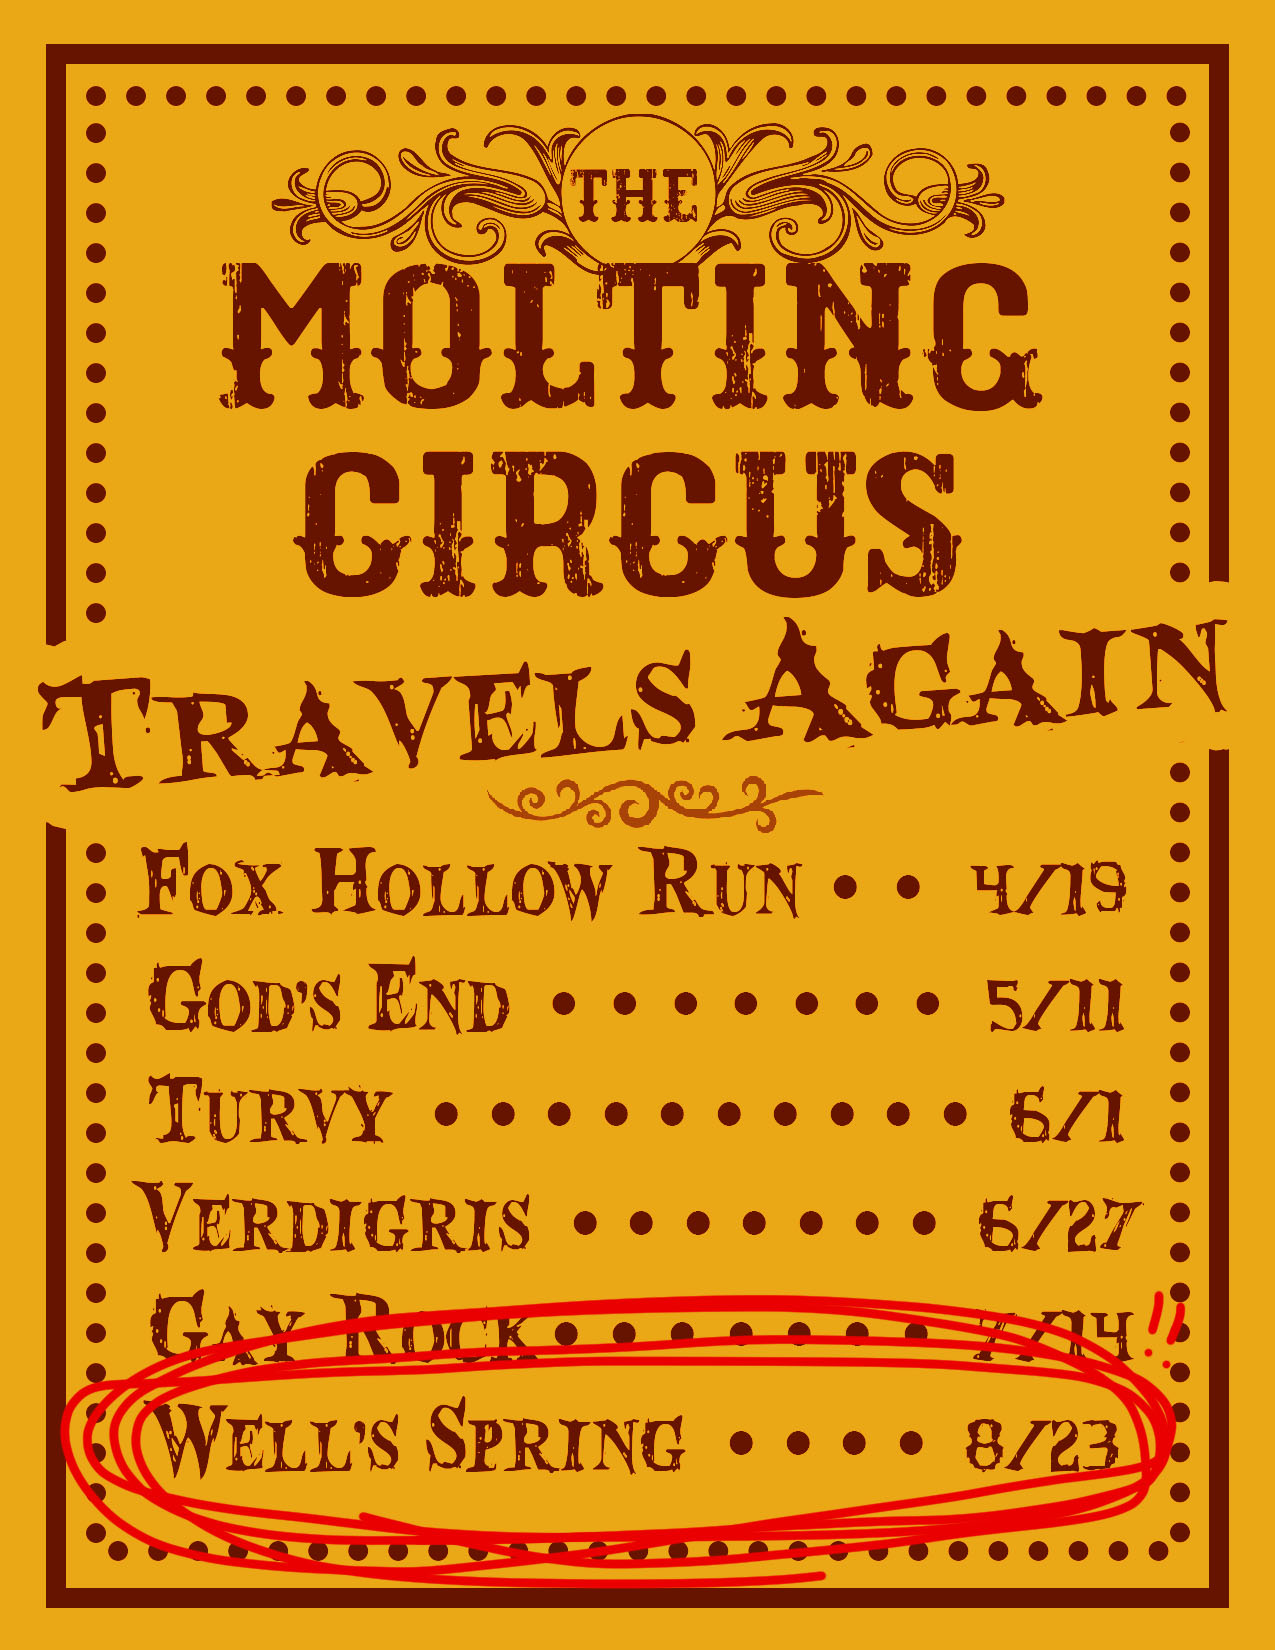 THE
MOLTING
CIRCUS
TRAVELS AGAIN
FOX HOLLOW RUN • • 4/19
GOD'S END • • • • • • • 5/11
TURVY • • • • • • • • • • 6/1
VERDIGRIS • • • • • • • 6/27
GAY ROCK • • • • • • • 7/14
WELL'S SPRING • • • • 8/23
!!